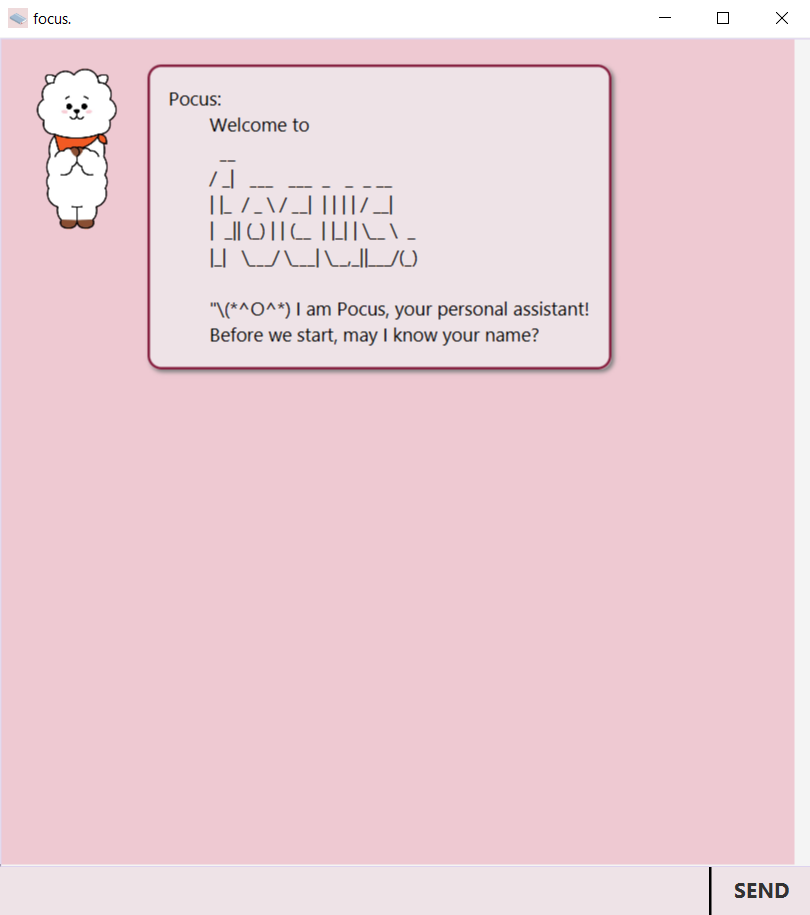 focus.
Pocus:
Welcome to
  __
/ _|   ___   ___  _   _  _ __
| |_  / _ \ / __|  | | | | / __|
|  _|| (_) | | (__  | |_| | \__ \  _
|_|   \___/ \___| \__,_||___/(_)
"\(*^O^*) I am Pocus, your personal assistant!
Before we start, may I know your name?
SEND